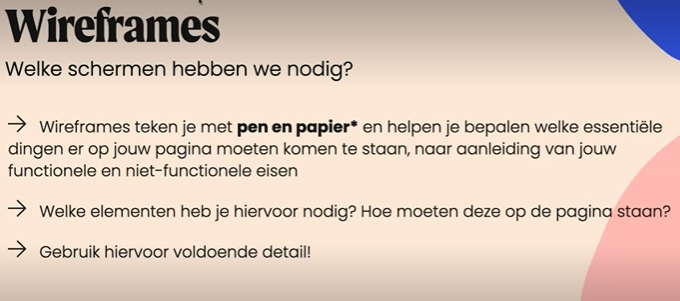 Wireframes
Welke schermen hebben we nodig?
→ Wireframes teken je met pen en papier* en helpen je bepalen welke essentiële
dingen er op jouw pagina moeten komen te staan, naar aanleiding van jouw
functionele en niet-functionele eisen
→ Welke elementen heb je hiervoor nodig? Hoe moeten deze op de pagina staan?
→ Gebruik hiervoor voldoende detail!